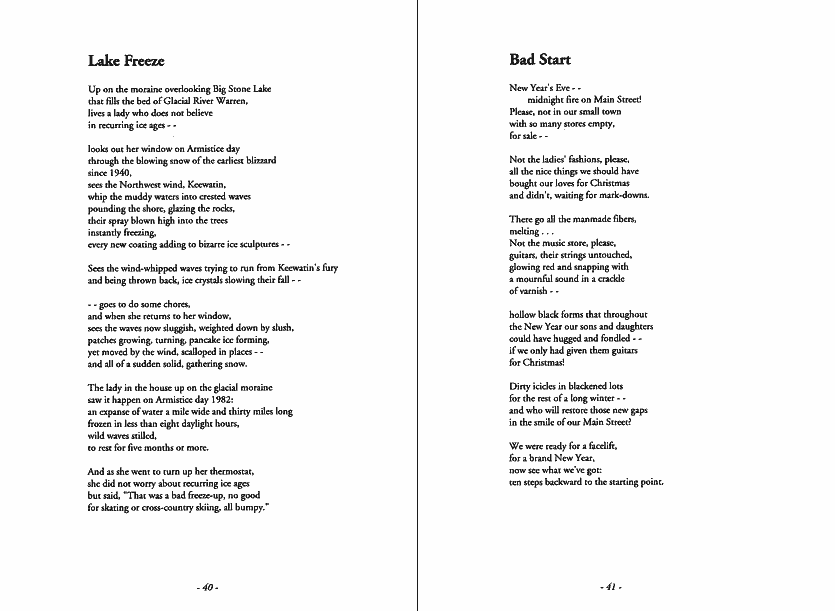 Lake Freeze
Up on the moraine overlooking Big Stone Lake
that fills the bed of Glacial River Warren,
lives a lady who does not believe
in recurring ice ages - -
looks out her window on Armistice day
through the blowing snow of the earliest blizzard
since 1940,
sees the Northwest wind, Keewatin,
whip the muddy waters into crested waves
pounding the shore, glazing the rocks,
their spray blown high into the trees
instantly freezing,
every new coating adding to bizarre ice sculptures - -
Sees the wind-whipped waves trying to run from Keewatin's fury
and being thrown back, ice crystals slowing their fall - -
- - goes to do some chores,
and when she returns to her window,
sees the waves now sluggish, weighted down by slush,
patches growing, turning, pancake ice forming,
yet moved by the wind, scalloped in places - -
and all of a sudden solid, gathering snow.
The lady in the house up on the glacial moraine
saw it happen on Armistice day 1982:
an expanse of water a mile wide and thirty miles long
frozen in less than eight daylight hours,
wild waves stilled,
to rest for five months or more.
And as she went to turn up her thermostat,
she did not worry about recurring ice ages
but said, "That was a bad freeze-up, no good
for skating or cross-country skiing, all bumpy."
- 40 -
Bad Start
New Year's Eve - -
midnight fire on Main Street!
Please, not in our small town
with so many stores empty,
for sale - -
Not the ladies' fashions, please,
all the nice things we should have
bought our loves for Christmas
and didn't, waiting for mark-downs.
There go all the manmade fibers,
melting . . .
Not the music store, please,
guitars, their strings untouched,
glowing red and snapping with
a mournful sound in a crackle
of varnish - -
hollow black forms that throughout
the New Year our sons and daughters
could have hugged and fondled - -
if we only had given them guitars
for Christmas!
Dirty icicles in blackened lots
for the rest of a long winter - -
and who will restore those new gaps
in the smile of our Main Street?
We were ready for a facelift,
for a brand New Year,
now see what we've got:
ten steps backward to the starting point.
- 41 -